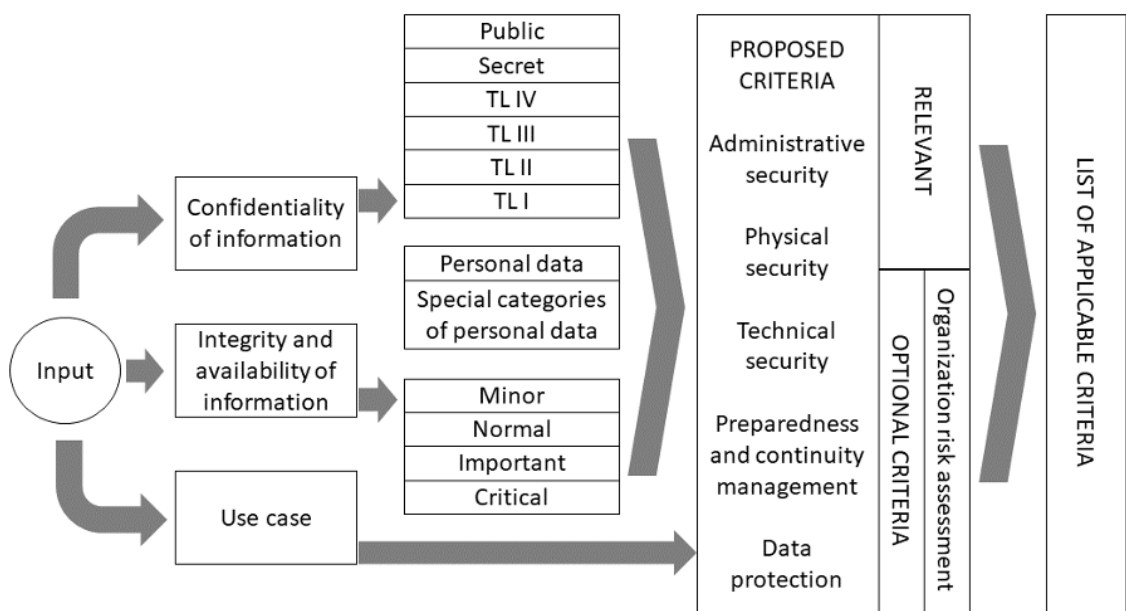 Input
Confidentiality
of information
Integrity and
availability of
information
Use case
Public
Secret
TL IV
TL III
TL II
TL I
Personal data
Special categories
of personal data
Minor
Normal
Important
Critical
PROPOSED
CRITERIA
Administrative
security
Physical
security
Technical
security
Preparedness
and continuity
management
Data
protection
RELEVANT
OPTIONAL CRITERIA
Organization risk assessment
LIST OF APPLICABLE CRITERIA